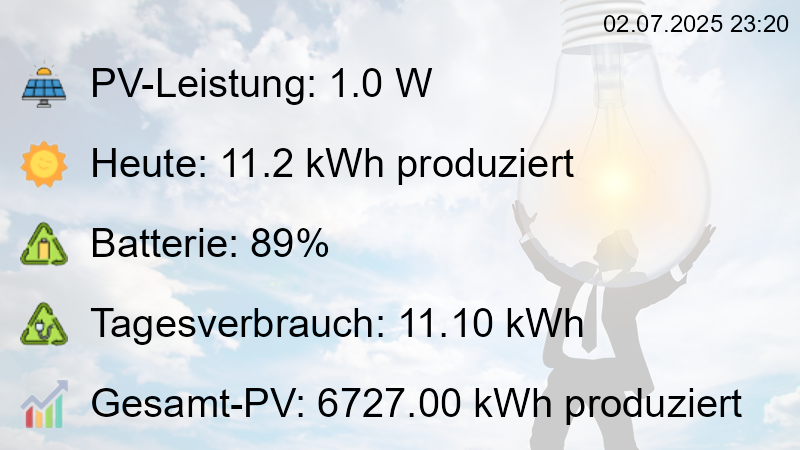 02.07.2025 23:20
PV-Leistung: 1.0 W
Heute: 11.2 kWh produziert
Batterie: 89%
Tagesverbrauch: 11.10 kWh
Gesamt-PV: 6727.00 kWh produziert